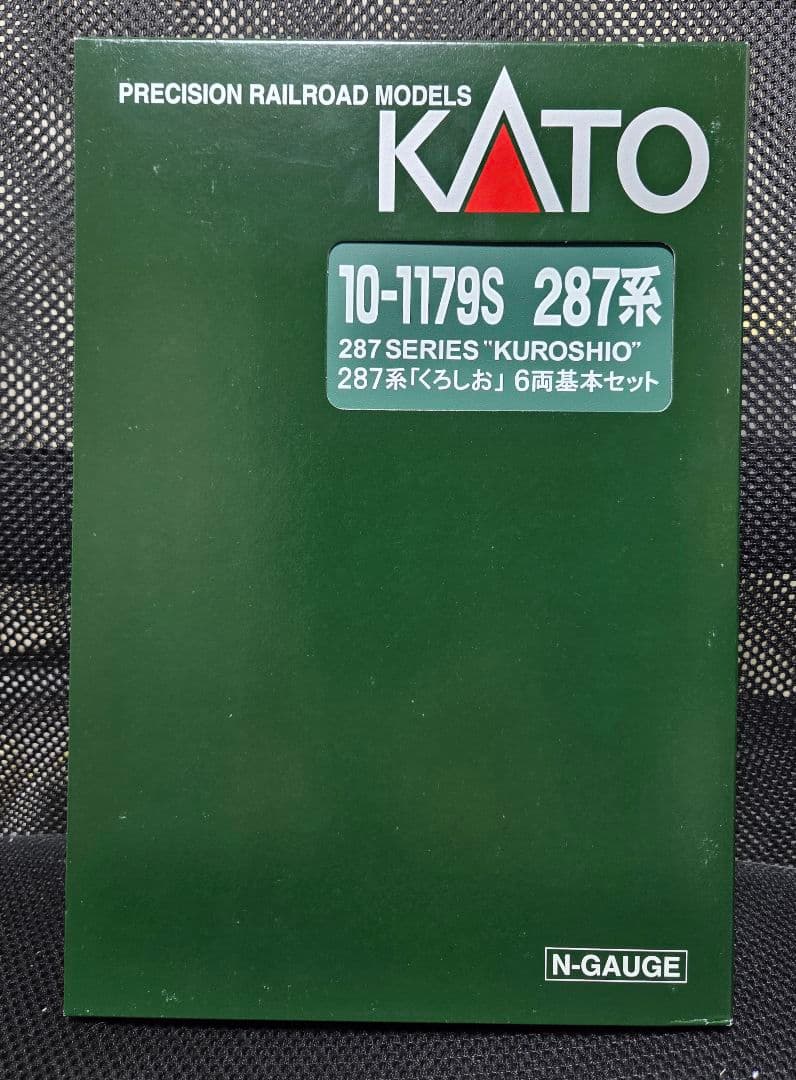 PRECISION RAILROAD MODELS
KATO
10-1179S 287系
287 SERIES "KUROSHIO"
287系「くろしお」 6両基本セット
N-GAUGE